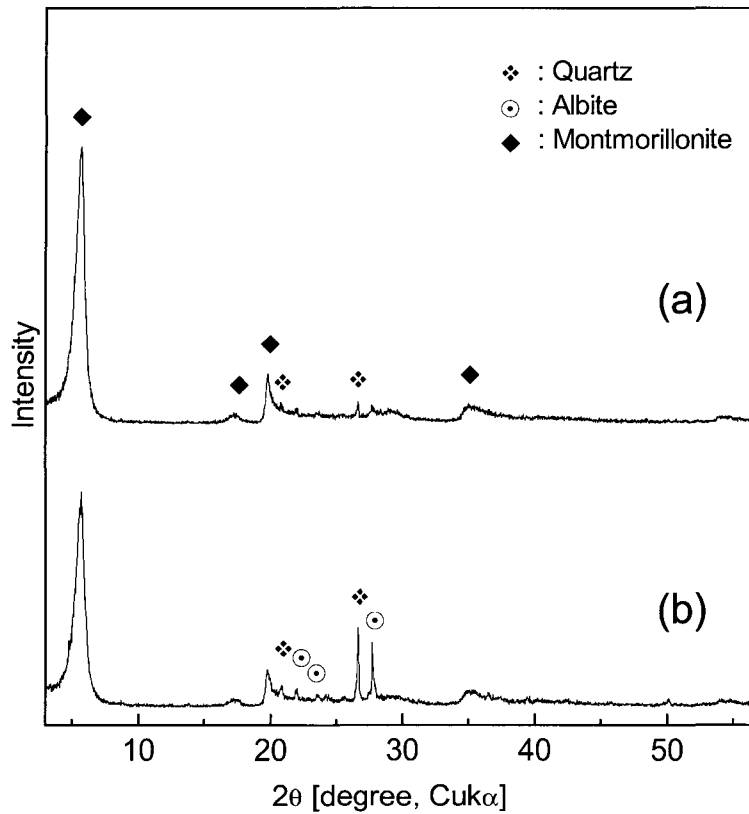 : Quartz
: Albite
: Montmorillonite
(a)
Intensity
(b)
10 20 30 40 50
2θ [degree, Cukα]